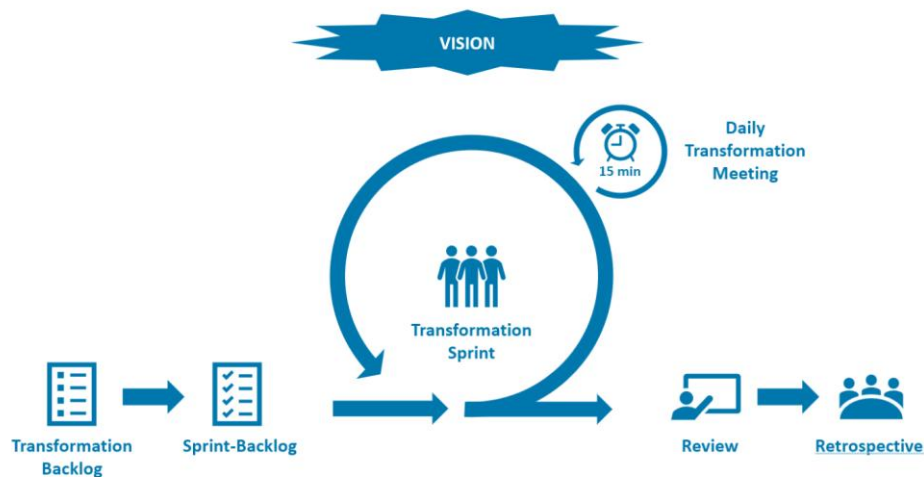 VISION
15 min
Daily
Transformation
Meeting
Transformation
Sprint
Transformation
Backlog
Sprint-Backlog
Review
Retrospective